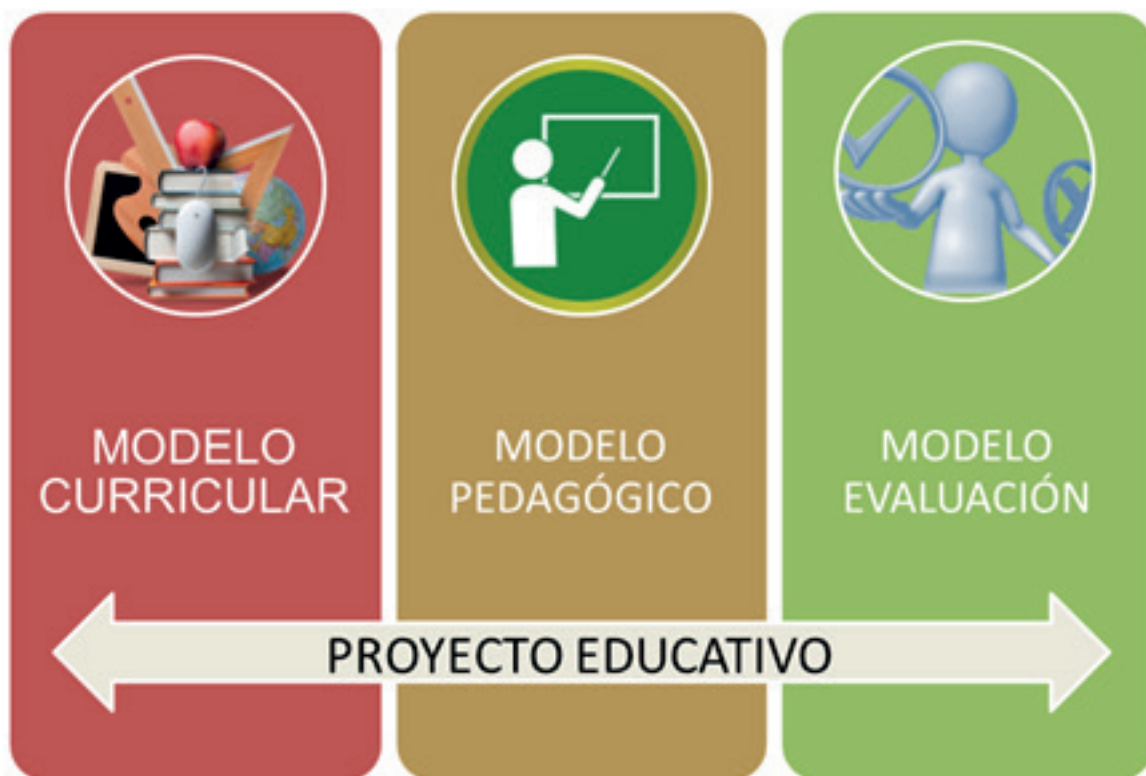 MODELO
CURRICULAR
MODELO
PEDAGÓGICO
MODELO
EVALUACIÓN
PROYECTO EDUCATIVO